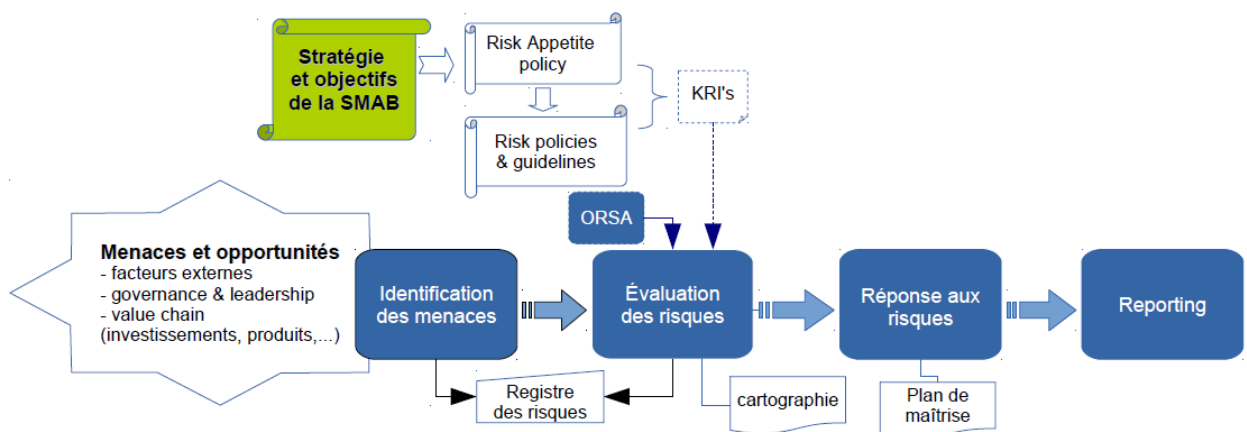 Stratégie
et objectifs
de la SMAB
Risk Appetite
policy
KRI's
Risk policies
& guidelines
ORSA
Menaces et opportunités
- facteurs externes
- governance & leadership
- value chain
(investissements, produits,...)
Identification
des menaces
Évaluation
des risques
Réponse aux
risques
Reporting
Registre
des risques
cartographie
Plan de
maîtrise